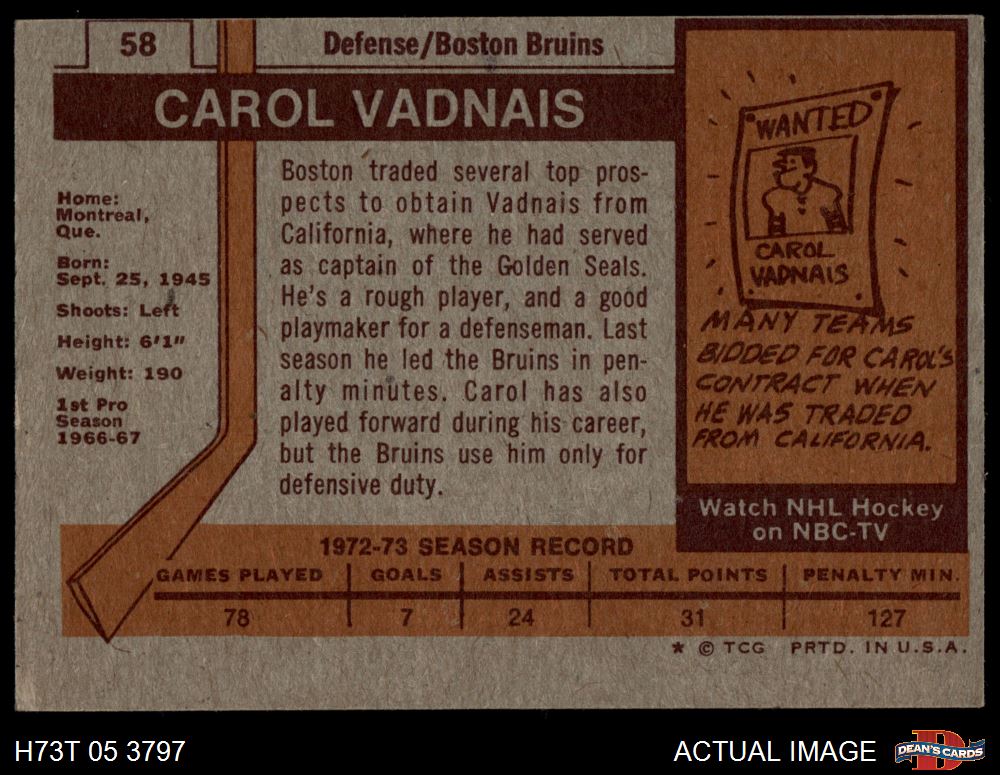 58
Defense/Boston Bruins
CAROL VADNAIS
Home:
Montreal,
Que.
Born:
Sept. 25, 1945
Shoots: Left
Height: 6'1"
Weight: 190
1st Pro
Season
1966-67
Boston traded several top pros-
pects to obtain Vadnais from
California, where he had served
as captain of the Golden Seals.
He's a rough player, and a good
playmaker for a defenseman. Last
season he led the Bruins in pen-
alty minutes. Carol has also
played forward during his career,
but the Bruins use him only for
defensive duty.
WANTED
CAROL
VADNAIS
MANY TEAMS
BIDDED FOR CAROL'S
CONTRACT WHEN
HE WAS TRADED
FROM CALIFORNIA.
Watch NHL Hockey
on NBC-TV
1972-73 SEASON RECORD
GAMES PLAYED GOALS ASSISTS TOTAL POINTS PENALTY MIN.
78 7 24 31 127
* © TCG PRTD. IN U.S.A.
H73T 05 3797
ACTUAL IMAGE
DEAN'S CARDS